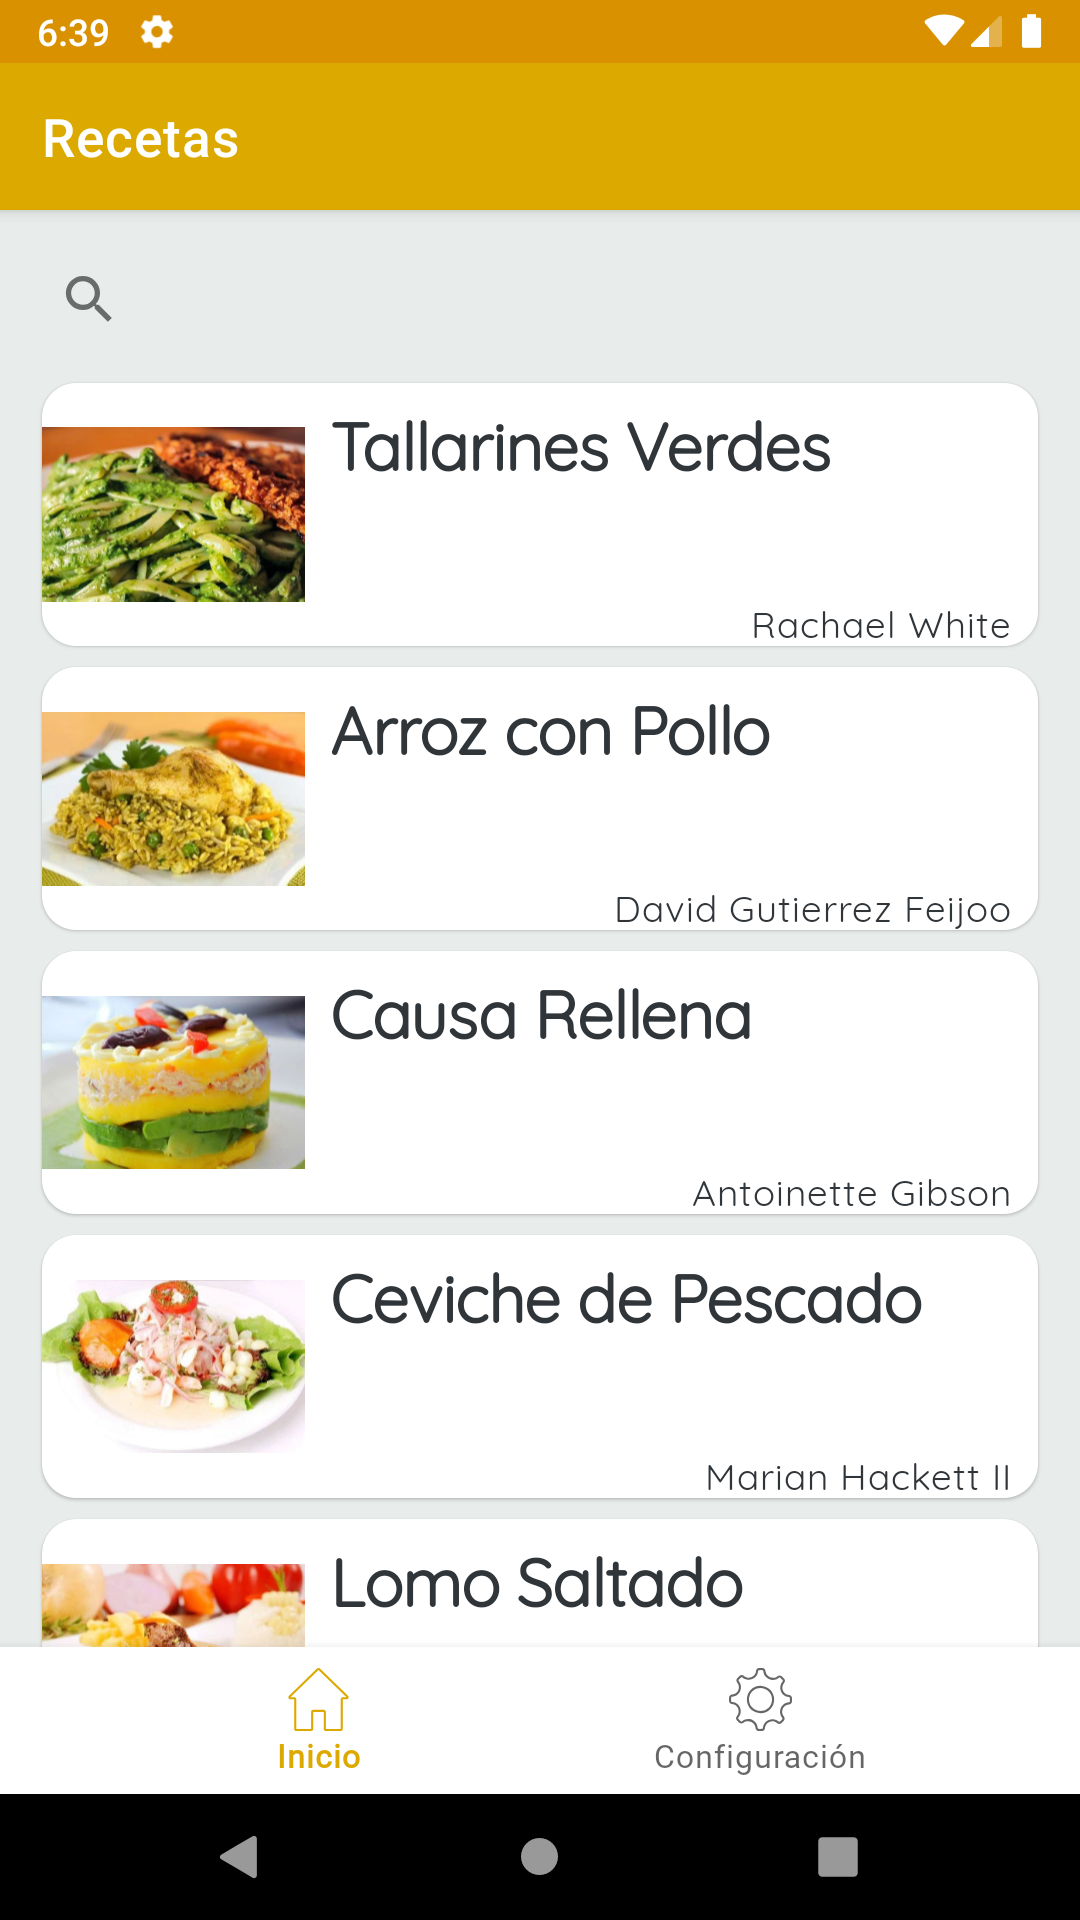 6:39
Recetas
Tallarines Verdes
Rachael White
Arroz con Pollo
David Gutierrez Feijoo
Causa Rellena
Antoinette Gibson
Ceviche de Pescado
Marian Hackett II
Lomo Saltado
Inicio
Configuración